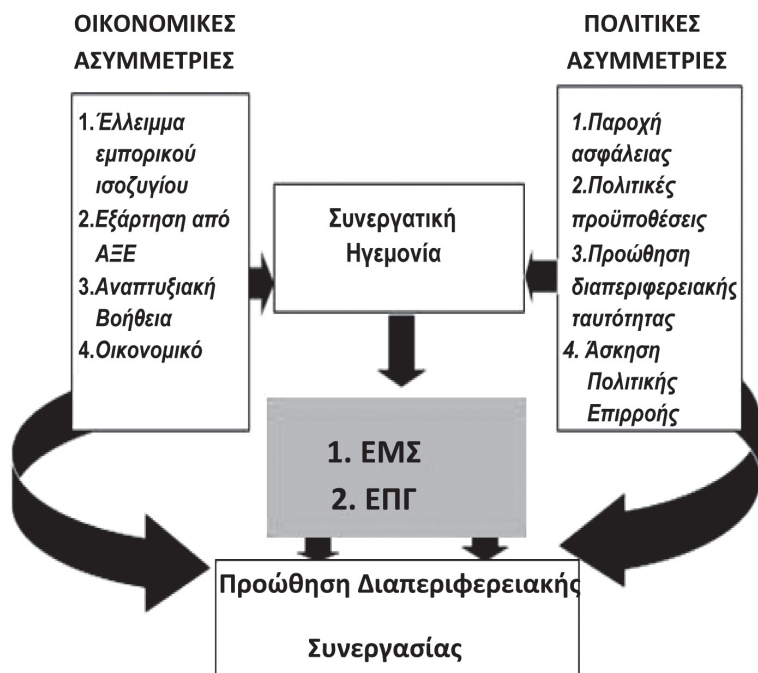 ΟΙΚΟΝΟΜΙΚΕΣ
ΑΣΥΜΜΕΤΡΙΕΣ
1.Έλλειμμα
εμπορικού
ισοζυγίου
2.Εξάρτηση από
ΑΞΕ
3.Αναπτυξιακή
Βοήθεια
4.Οικονομικό
Συνεργατική
Ηγεμονία
ΠΟΛΙΤΙΚΕΣ
ΑΣΥΜΜΕΤΡΙΕΣ
1.Παροχή
ασφάλειας
2.Πολιτικές
προϋποθέσεις
3.Προώθηση
διαπεριφερειακής
ταυτότητας
4. Άσκηση
Πολιτικής
Επιρροής
1. ΕΜΣ
2. ΕΠΓ
Προώθηση Διαπεριφερειακής
Συνεργασίας